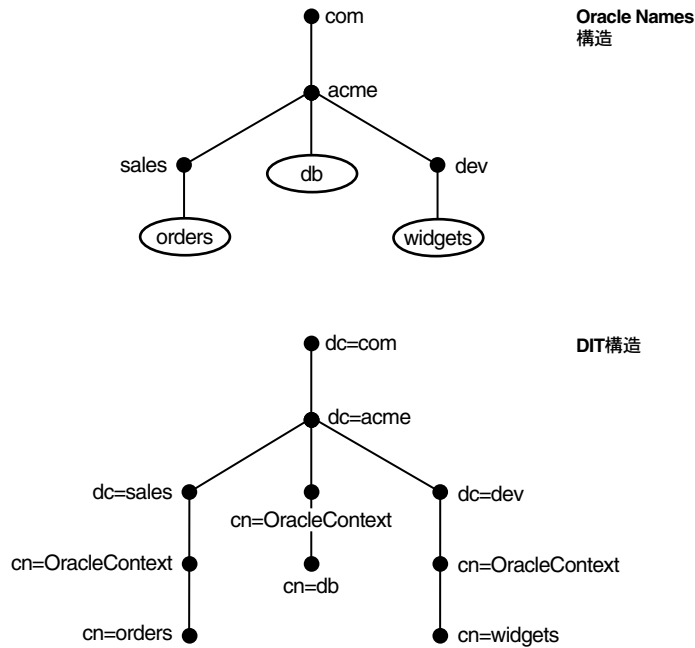 com
Oracle Names
構造
acme
sales
db
dev
orders
widgets
dc=com
DIT構造
dc=acme
dc=sales
dc=dev
cn=OracleContext
cn=OracleContext
cn=OracleContext
cn=db
cn=orders
cn=widgets